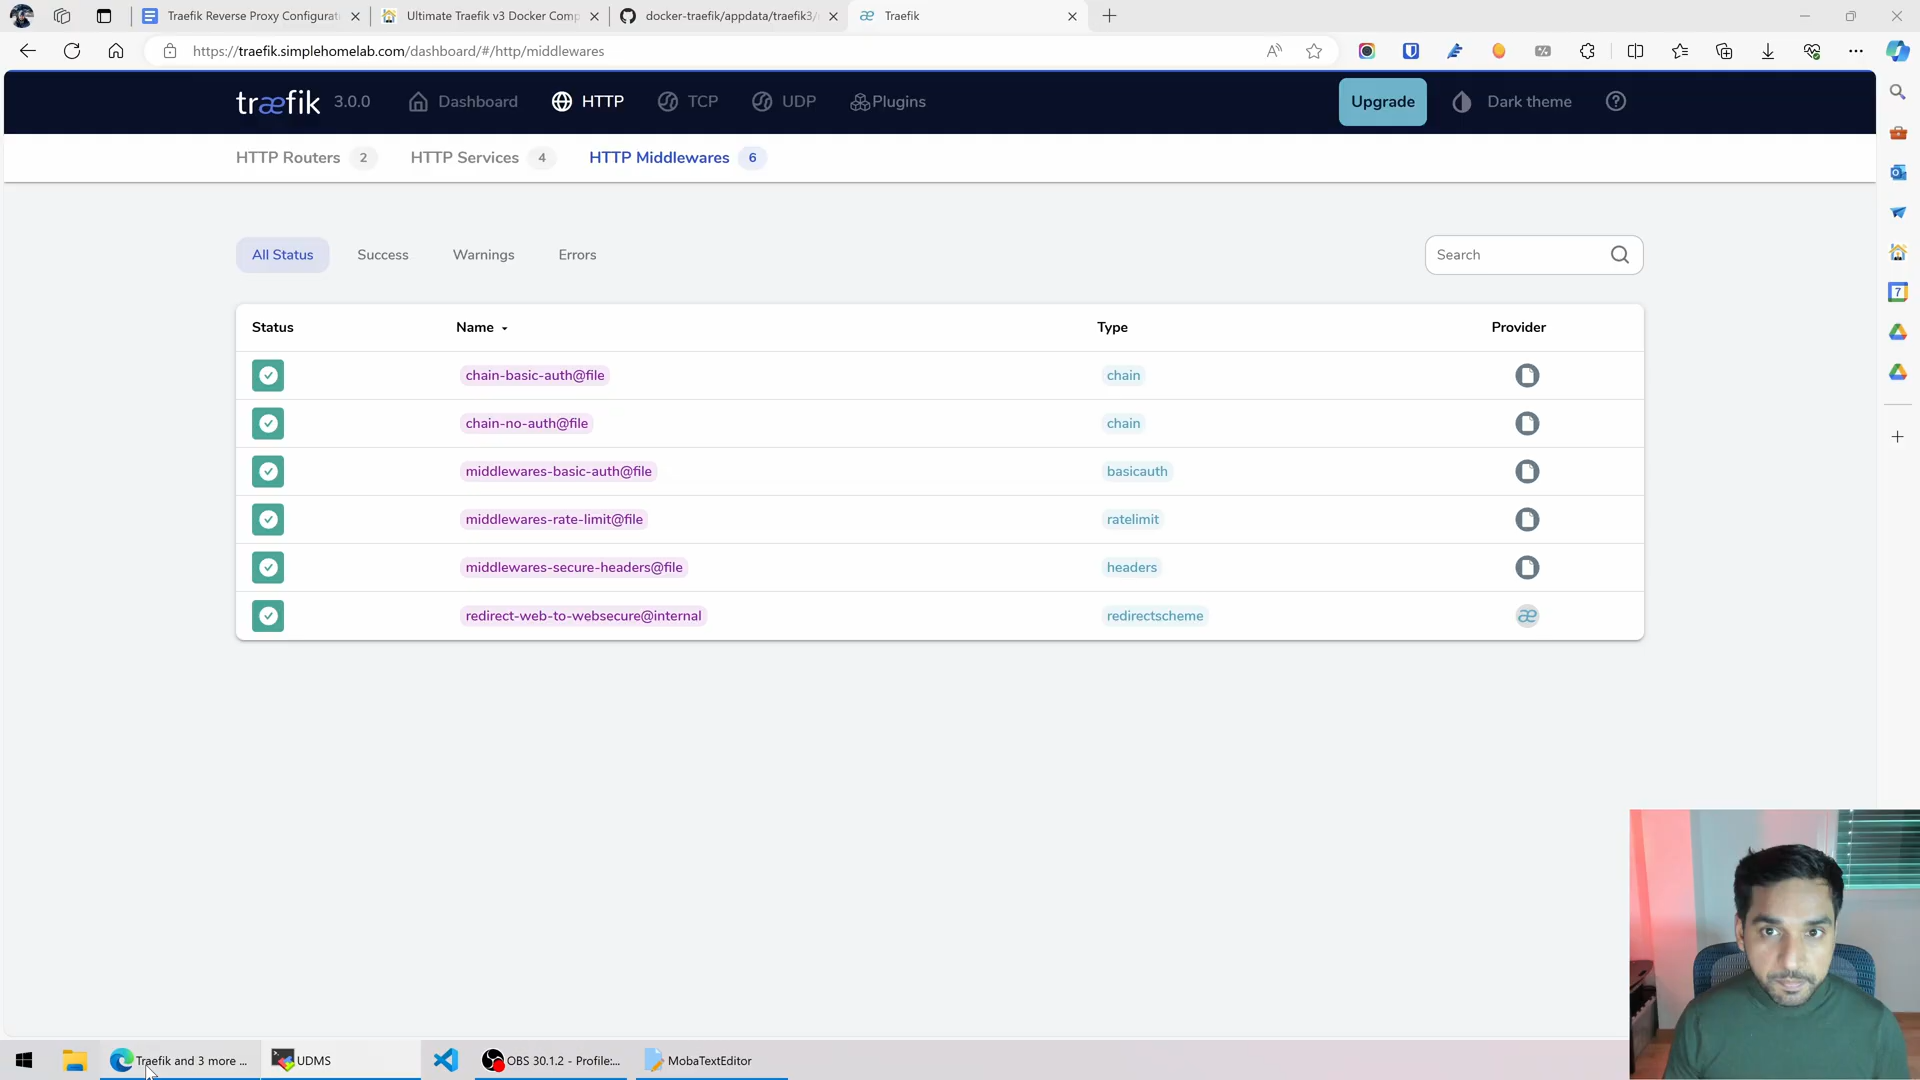 Traefik Reverse Proxy Configurat
Ultimate Traefik v3 Docker Comp
docker-traefik/appdata/traefik3/
Traefik
https://traefik.simplehomelab.com/dashboard/#/http/middlewares
træfik 3.0.0 Dashboard HTTP TCP UDP Plugins Upgrade Dark theme
HTTP Routers 2 HTTP Services 4 HTTP Middlewares 6
All Status Success Warnings Errors Search
Status Name Type Provider
chain-basic-auth@file chain
chain-no-auth@file chain
middlewares-basic-auth@file basicauth
middlewares-rate-limit@file ratelimit
middlewares-secure-headers@file headers
redirect-web-to-websecure@internal redirectscheme æ
7
Traefik and 3 more ... UDMS OBS 30.1.2 - Profile:... MobaTextEditor